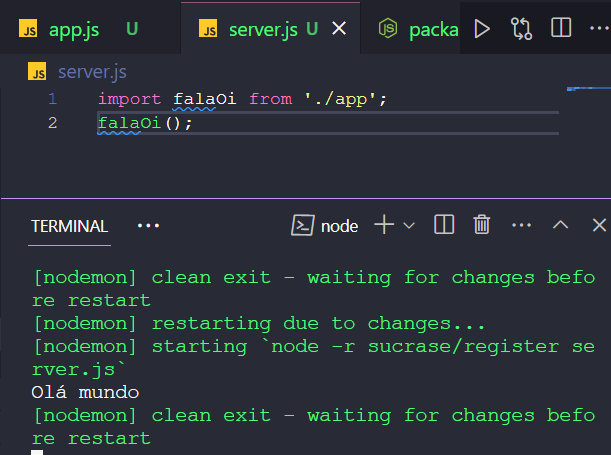 JS app.js U JS server.js U packa
JS server.js
1 import falaOi from './app';
2 falaOi();
TERMINAL ··· node
[nodemon] clean exit - waiting for changes befo
re restart
[nodemon] restarting due to changes...
[nodemon] starting `node -r sucrase/register se
rver.js`
Olá mundo
[nodemon] clean exit - waiting for changes befo
re restart